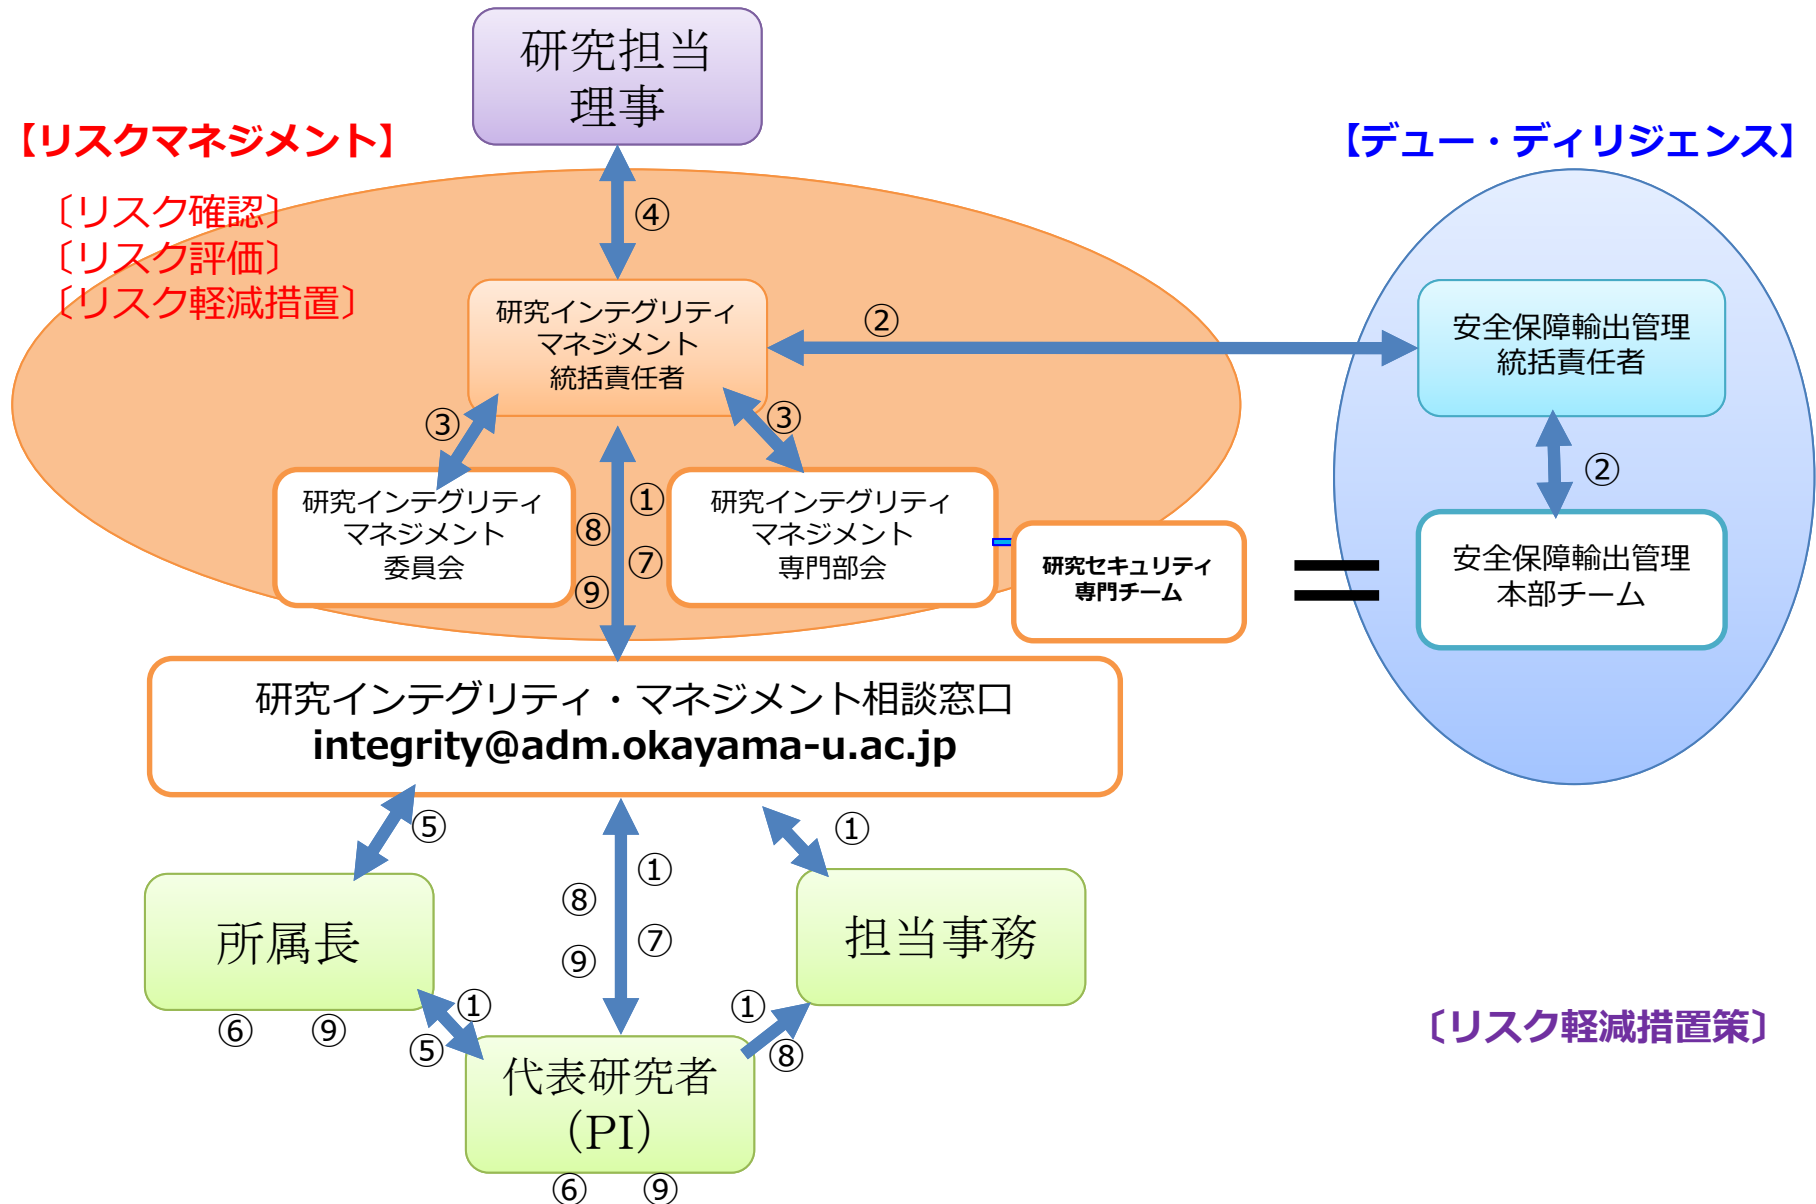 研究担当
理事
【リスクマネジメント】
【デュー・ディリジェンス】
〔リスク確認〕
〔リスク評価〕
〔リスク軽減措置〕
④
研究インテグリティ
マネジメント
統括責任者
②
安全保障輸出管理
統括責任者
③
③
②
研究インテグリティ
マネジメント
委員会
①
⑧
⑦
⑨
研究インテグリティ
マネジメント
専門部会
研究セキュリティ
専門チーム
=
安全保障輸出管理
本部チーム
研究インテグリティ・マネジメント相談窓口
integrity@adm.okayama-u.ac.jp
⑤
①
①
⑧
⑦
⑨
所属長
担当事務
⑥ ⑨
①
⑤
①
⑧
〔リスク軽減措置策〕
代表研究者
（PI）
⑥ ⑨